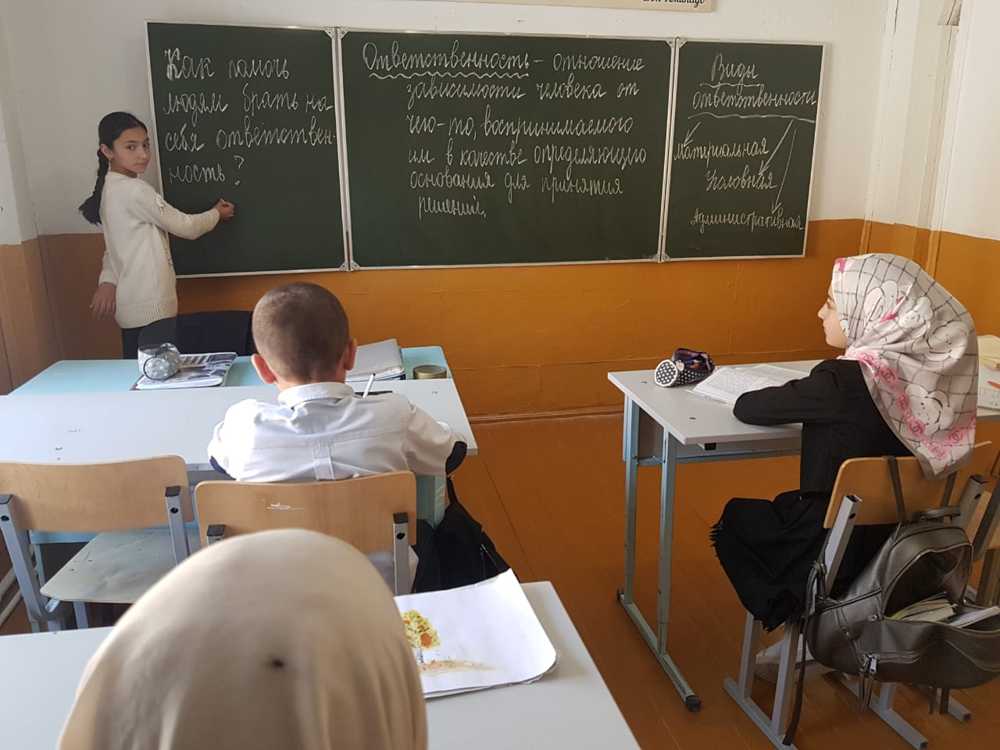 Как помочь
людям брать на
себя ответствен-
ность?
Ответственность – отношение
зависимости человека от
чего-то, воспринимаемого
им в качестве определяющего
основания для принятия
решений.
Виды
ответственности
Материальная
Уголовная
Административная